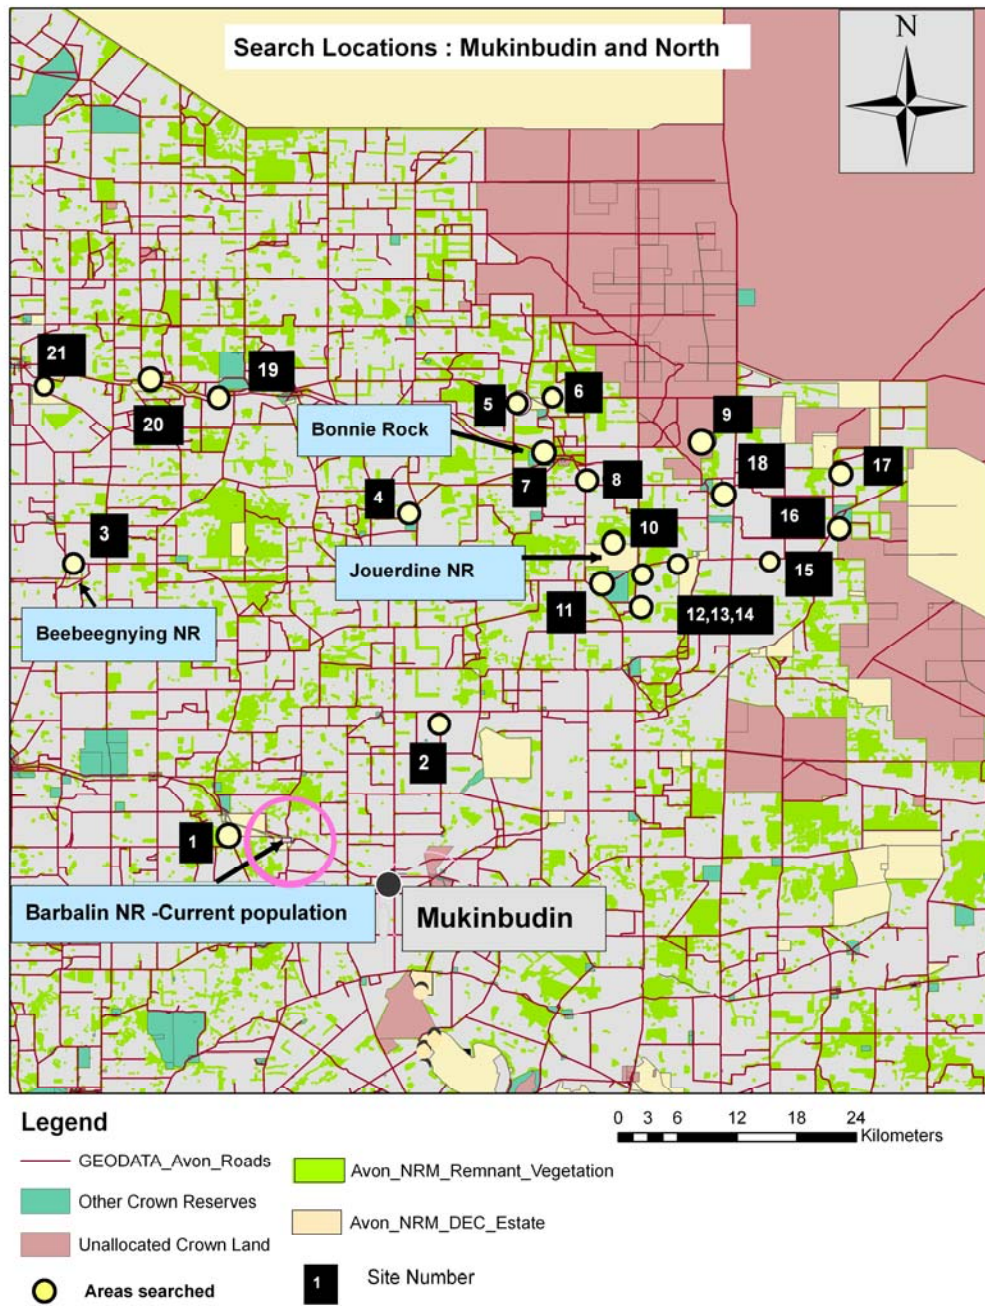 Search Locations : Mukinbudin and North
N
21
19
20
5
6
Bonnie Rock
9
7
8
18
17
4
16
3
10
Jouerdine NR
15
11
12,13,14
Beebeegnying NR
2
1
Barbalin NR -Current population
Mukinbudin
Legend
0 3 6 12 18 24
Kilometers
GEODATA_Avon_Roads
Avon_NRM_Remnant_Vegetation
Other Crown Reserves
Avon_NRM_DEC_Estate
Unallocated Crown Land
Areas searched
1
Site Number